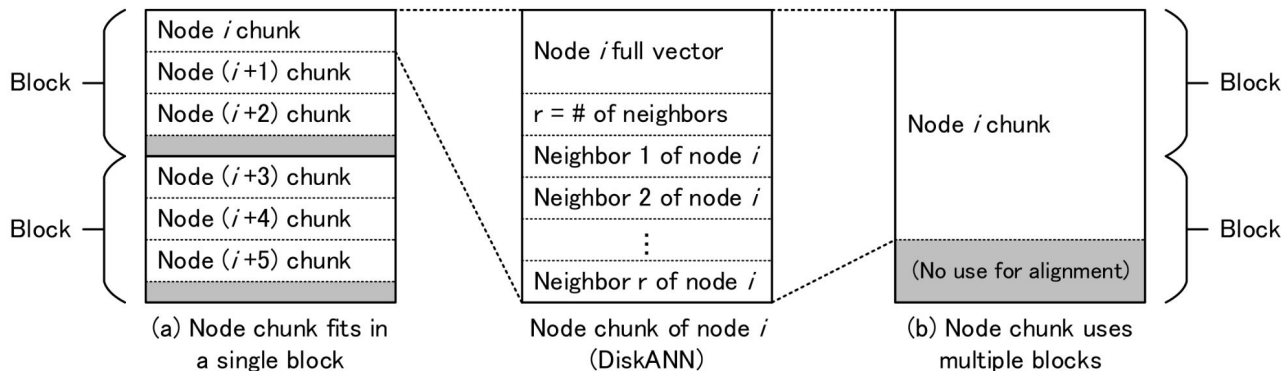 Block
Block
Node i chunk
Node (i+1) chunk
Node (i+2) chunk
Node (i+3) chunk
Node (i+4) chunk
Node (i+5) chunk
(a) Node chunk fits in
a single block
Node i full vector
r = # of neighbors
Neighbor 1 of node i
Neighbor 2 of node i
⋮
Neighbor r of node i
Node chunk of node i
(DiskANN)
Node i chunk
(No use for alignment)
Block
Block
(b) Node chunk uses
multiple blocks